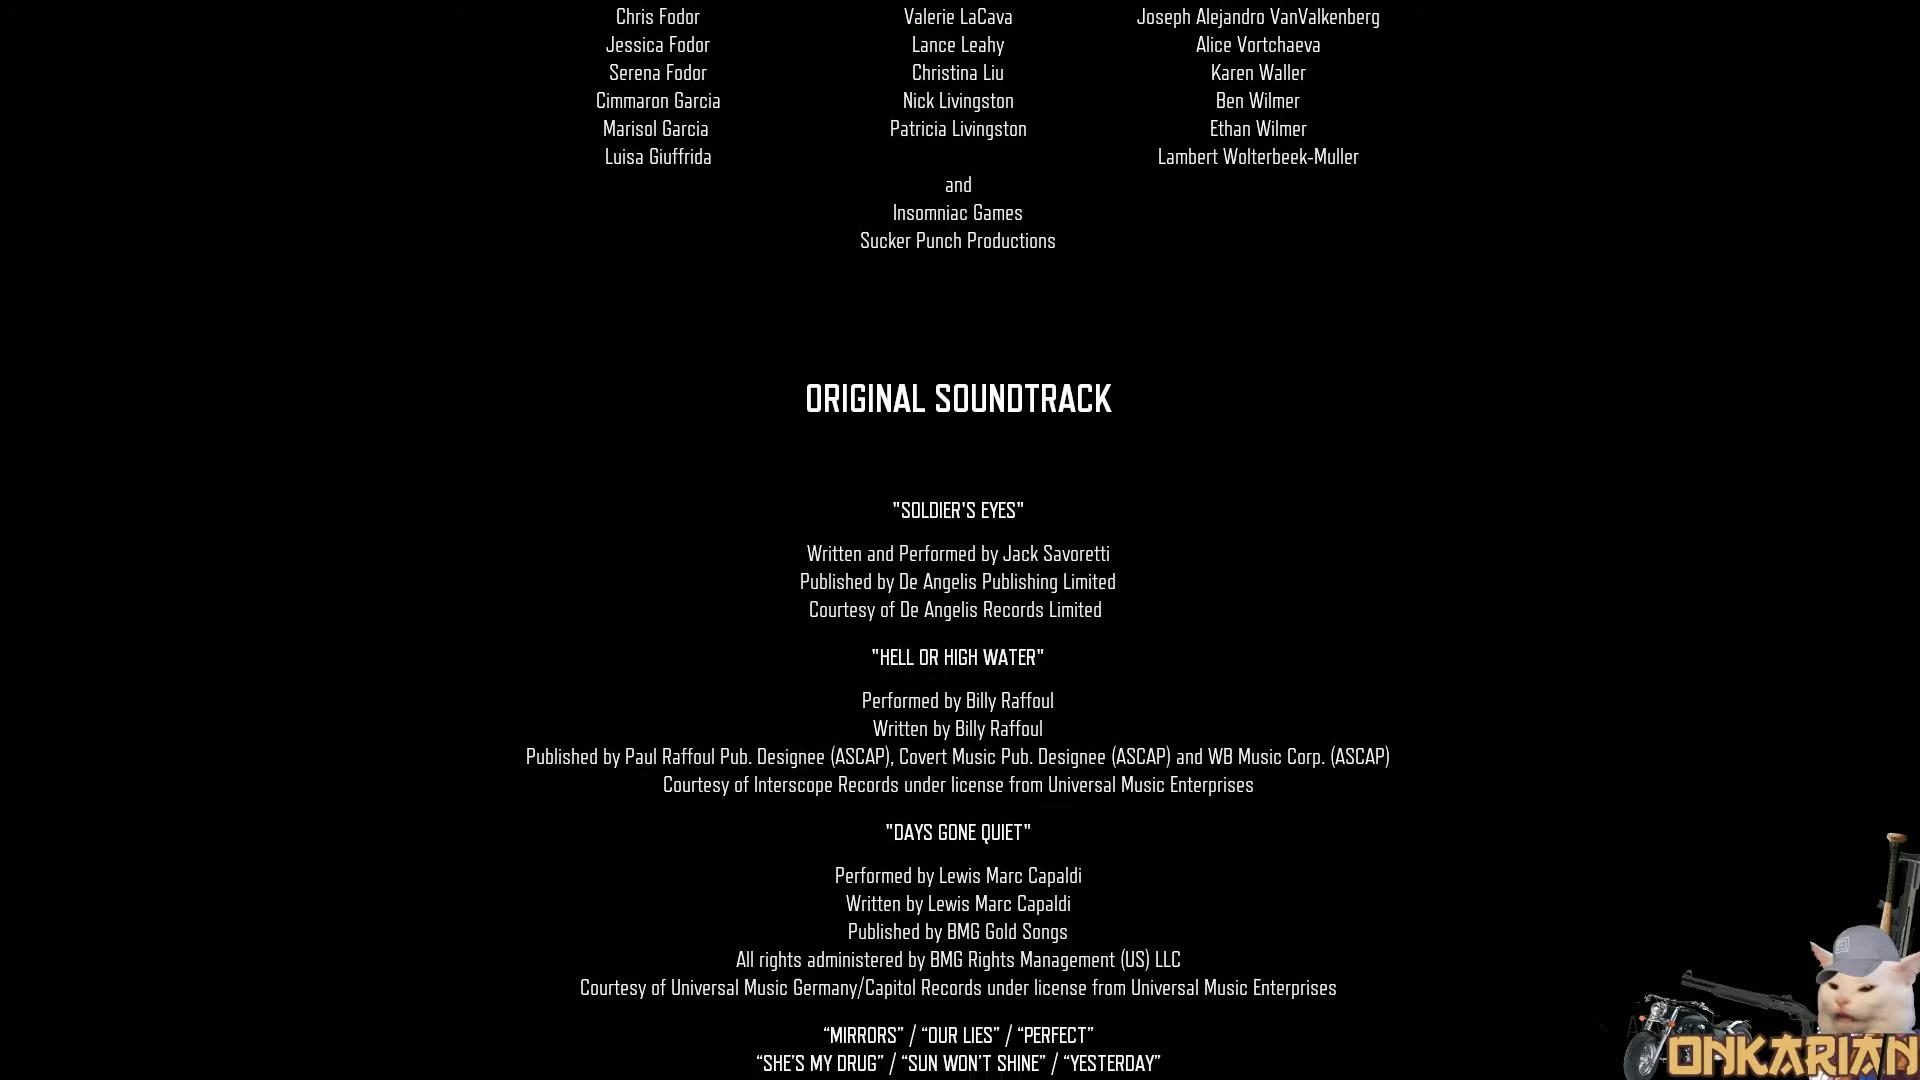 Chris Fodor
Jessica Fodor
Serena Fodor
Cimmaron Garcia
Marisol Garcia
Luisa Giuffrida
Valerie LaCava
Lance Leahy
Christina Liu
Nick Livingston
Patricia Livingston
Joseph Alejandro VanValkenberg
Alice Vortchaeva
Karen Waller
Ben Wilmer
Ethan Wilmer
Lambert Wolterbeek-Muller
and
Insomniac Games
Sucker Punch Productions
ORIGINAL SOUNDTRACK
"SOLDIER'S EYES"
Written and Performed by Jack Savoretti
Published by De Angelis Publishing Limited
Courtesy of De Angelis Records Limited
"HELL OR HIGH WATER"
Performed by Billy Raffoul
Written by Billy Raffoul
Published by Paul Raffoul Pub. Designee (ASCAP), Covert Music Pub. Designee (ASCAP) and WB Music Corp. (ASCAP)
Courtesy of Interscope Records under license from Universal Music Enterprises
"DAYS GONE QUIET"
Performed by Lewis Marc Capaldi
Written by Lewis Marc Capaldi
Published by BMG Gold Songs
All rights administered by BMG Rights Management (US) LLC
Courtesy of Universal Music Germany/Capitol Records under license from Universal Music Enterprises
“MIRRORS” / “OUR LIES” / “PERFECT”
“SHE’S MY DRUG” / “SUN WON’T SHINE” / “YESTERDAY”
ONKARIAN